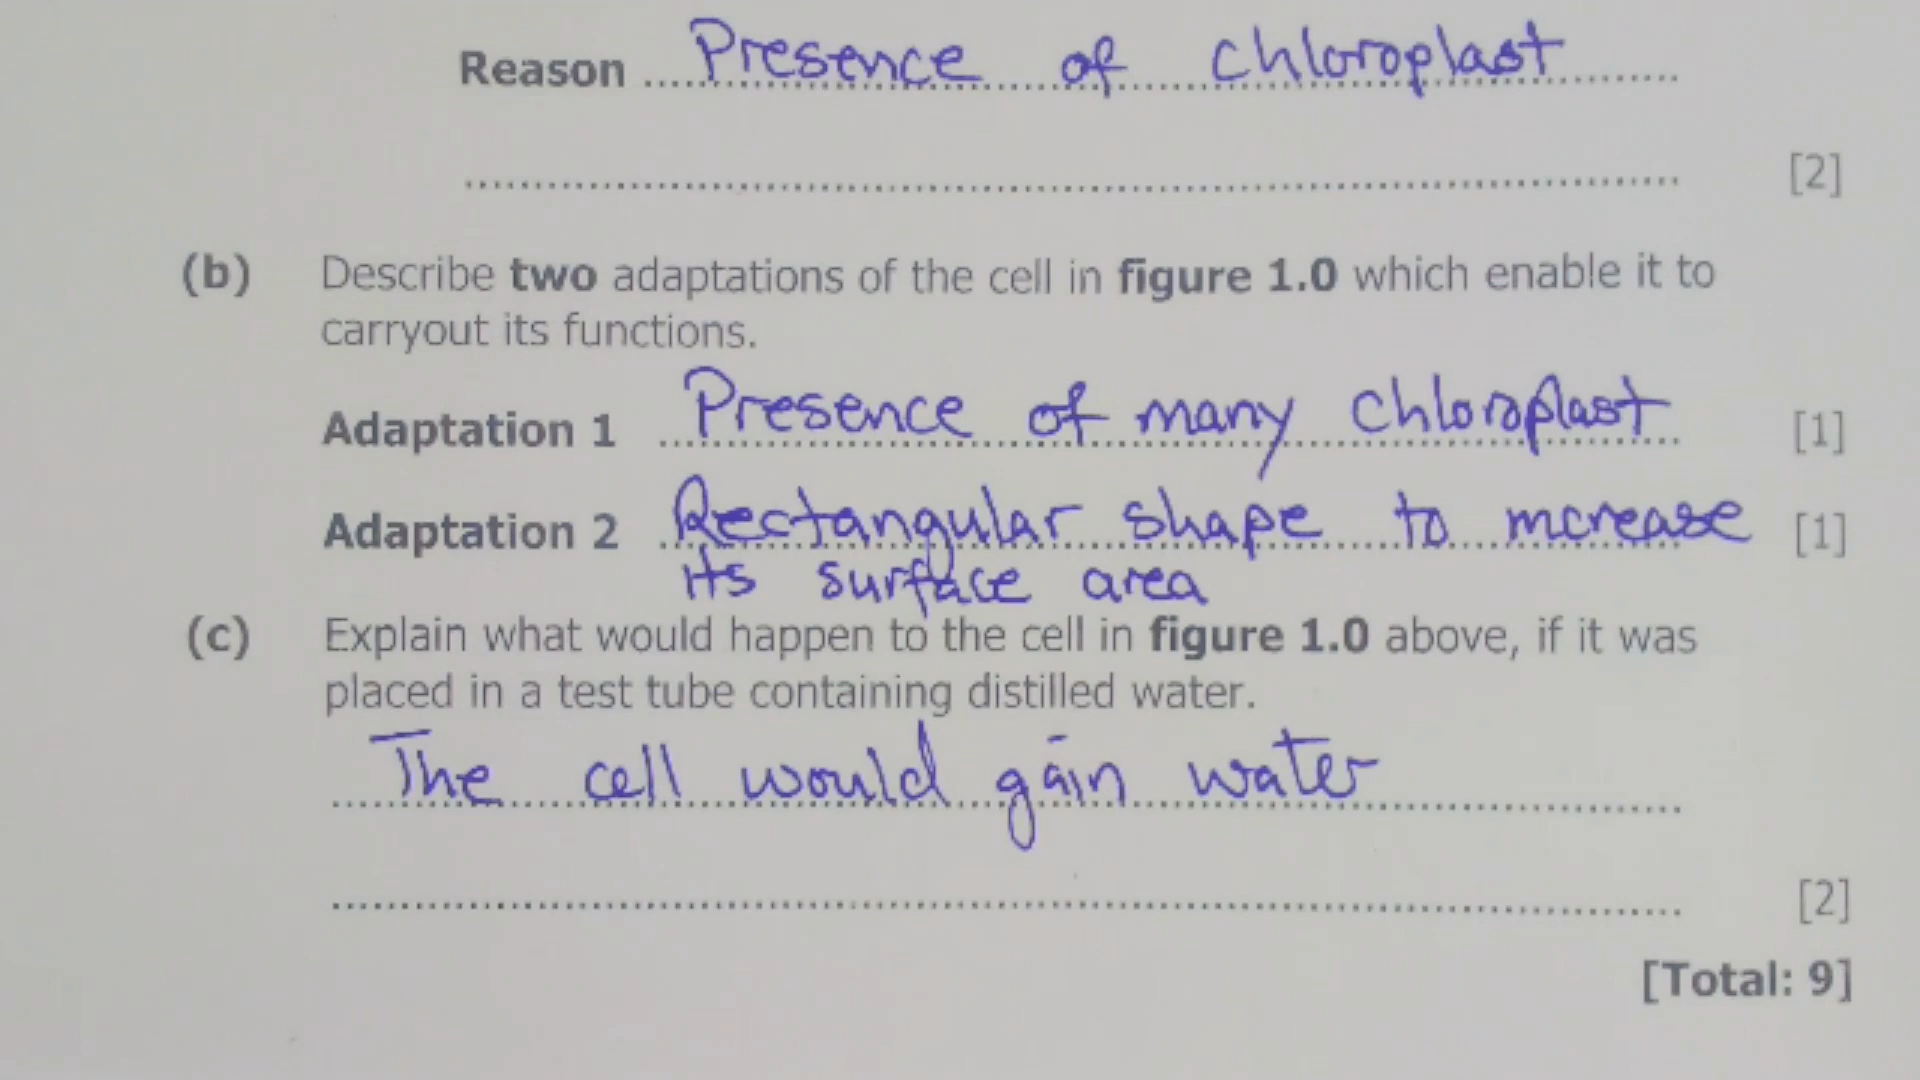 Reason Presence of chloroplast
[2]
(b) Describe two adaptations of the cell in figure 1.0 which enable it to
carryout its functions.
Adaptation 1 Presence of many chloroplast [1]
Adaptation 2 Rectangular shape to increase [1]
its surface area
(c) Explain what would happen to the cell in figure 1.0 above, if it was
placed in a test tube containing distilled water.
The cell would gain water
[2]
[Total: 9]